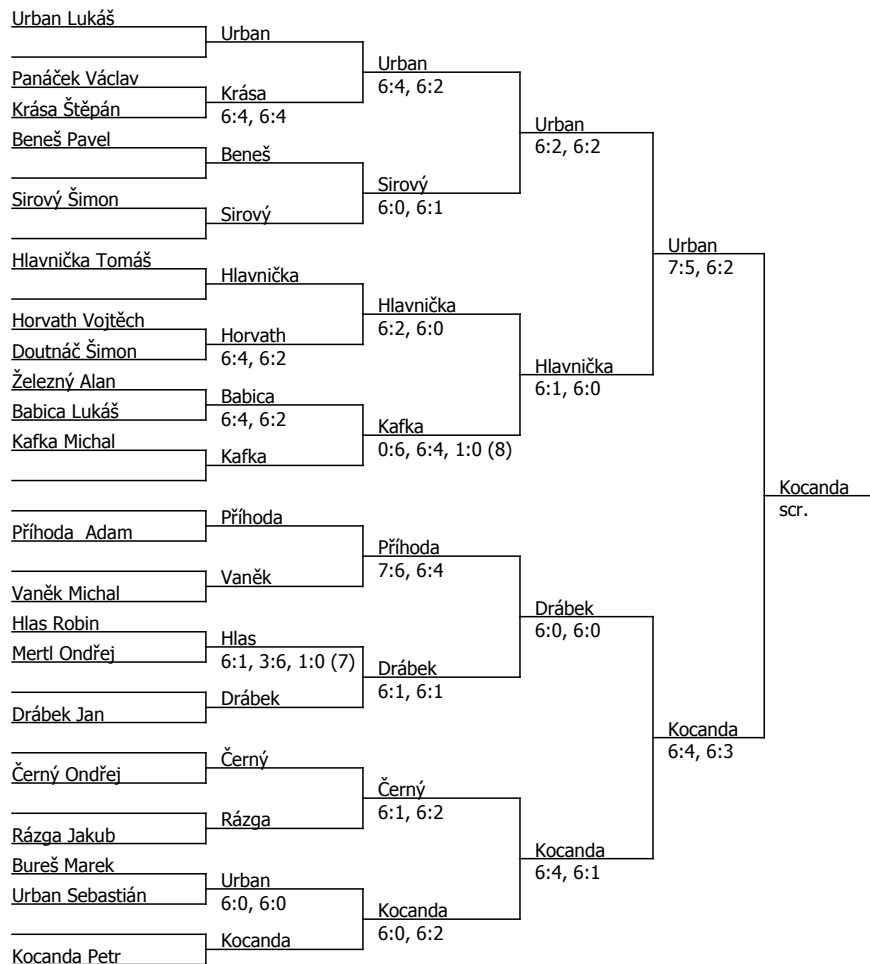 Urban Lukáš
Panáček Václav
Krása Štěpán
Beneš Pavel
Sirový Šimon
Hlavnička Tomáš
Horvath Vojtěch
Doutnáč Šimon
Železný Alan
Babica Lukáš
Kafka Michal
Příhoda  Adam
Vaněk Michal
Hlas Robin
Mertl Ondřej
Drábek Jan
Černý Ondřej
Rázga Jakub
Bureš Marek
Urban Sebastián
Kocanda Petr
Urban
Krása
6:4, 6:4
Beneš
Sirový
Hlavnička
Horvath
6:4, 6:2
Babica
6:4, 6:2
Kafka
Příhoda
Vaněk
Hlas
6:1, 3:6, 1:0 (7)
Drábek
Černý
Rázga
Urban
6:0, 6:0
Kocanda
Urban
6:4, 6:2
Sirový
6:0, 6:1
Hlavnička
6:2, 6:0
Kafka
0:6, 6:4, 1:0 (8)
Příhoda
7:6, 6:4
Drábek
6:1, 6:1
Černý
6:1, 6:2
Kocanda
6:0, 6:2
Urban
6:2, 6:2
Hlavnička
6:1, 6:0
Drábek
6:0, 6:0
Kocanda
6:4, 6:1
Urban
7:5, 6:2
Kocanda
6:4, 6:3
Kocanda
scr.